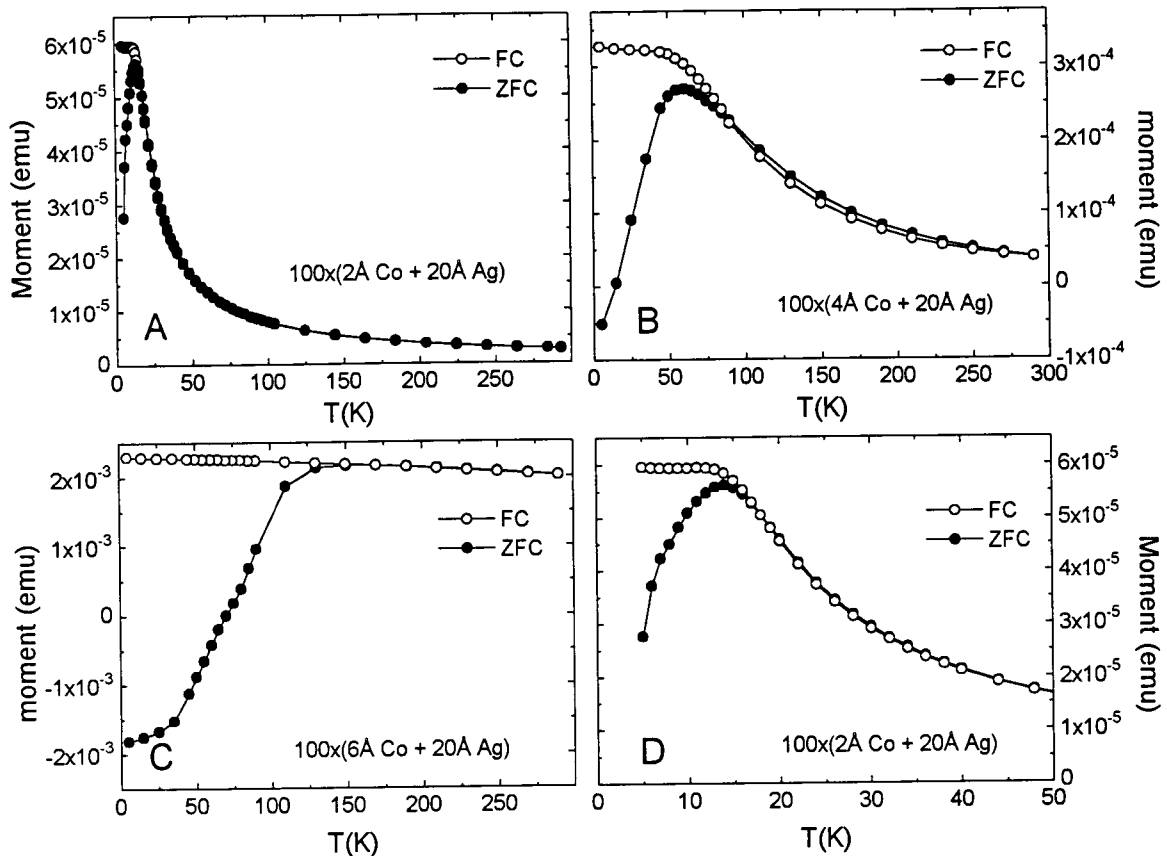 6x10⁻⁵
5x10⁻⁵
4x10⁻⁵
3x10⁻⁵
2x10⁻⁵
1x10⁻⁵
0
Moment (emu)
FC
ZFC
100x(2Å Co + 20Å Ag)
A
0 50 100 150 200 250
T(K)
FC
ZFC
100x(4Å Co + 20Å Ag)
B
3x10⁻⁴
2x10⁻⁴
1x10⁻⁴
0
-1x10⁻⁴
moment (emu)
0 50 100 150 200 250 300
T(K)
2x10⁻³
1x10⁻³
0
-1x10⁻³
-2x10⁻³
moment (emu)
FC
ZFC
100x(6Å Co + 20Å Ag)
C
0 50 100 150 200 250
T(K)
FC
ZFC
100x(2Å Co + 20Å Ag)
D
6x10⁻⁵
5x10⁻⁵
4x10⁻⁵
3x10⁻⁵
2x10⁻⁵
1x10⁻⁵
0
Moment (emu)
0 10 20 30 40 50
T(K)